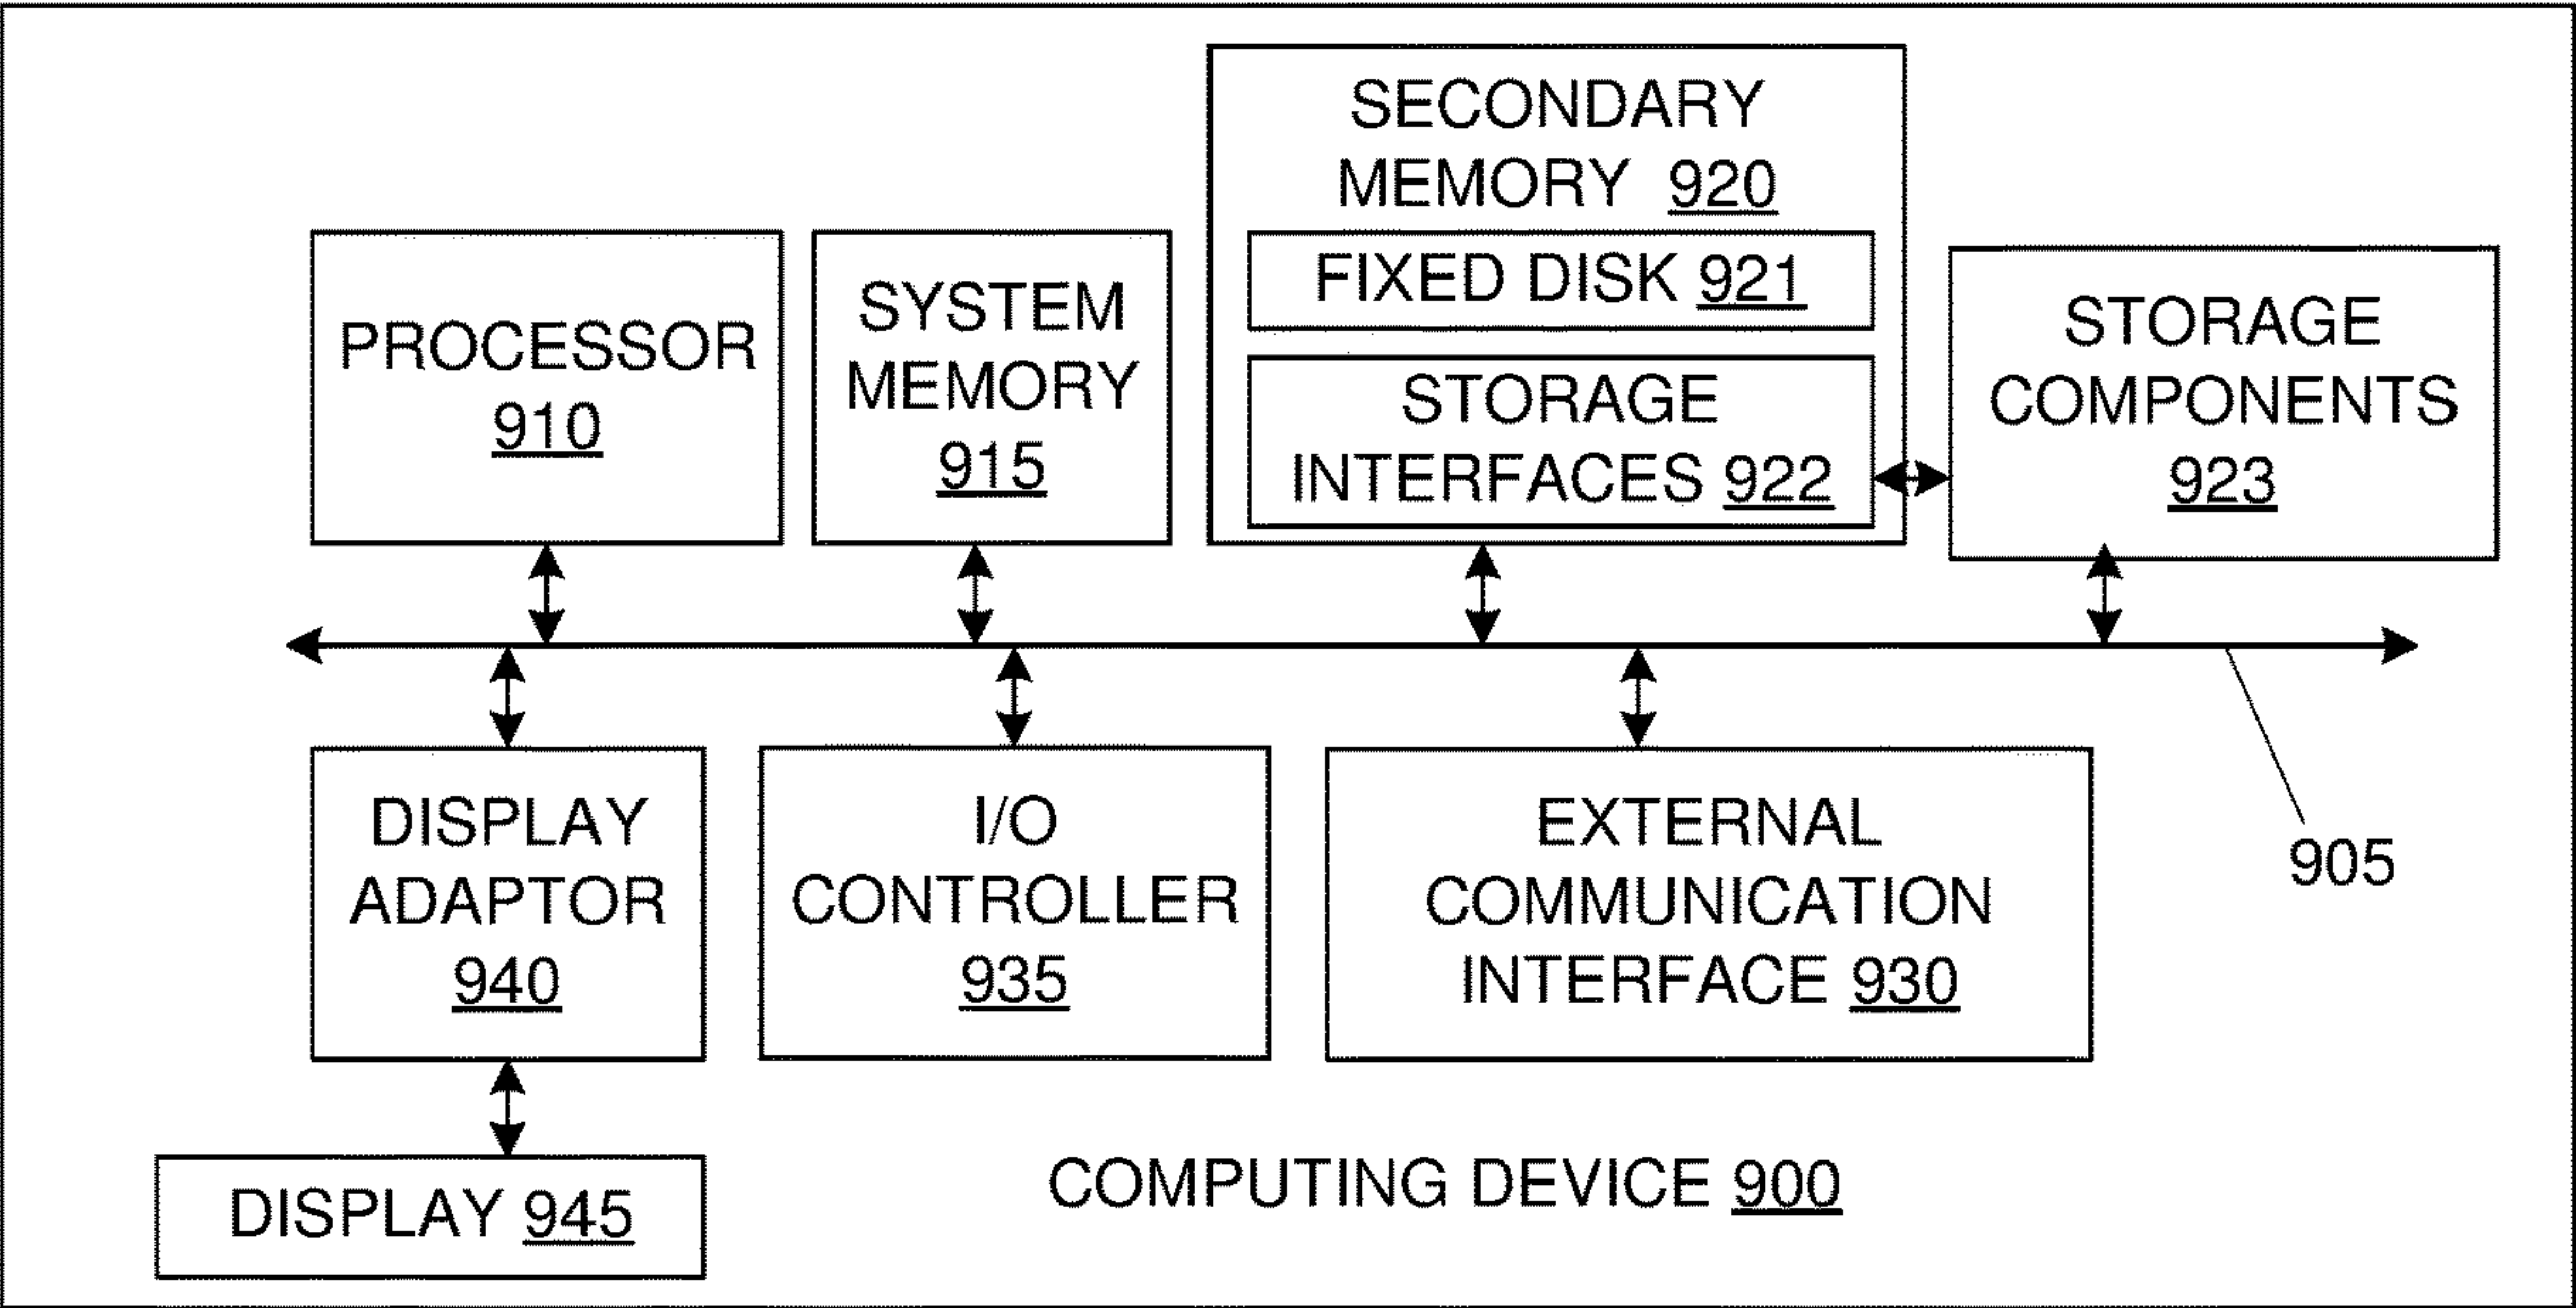 SECONDARY
MEMORY 920
FIXED DISK 921
STORAGE
INTERFACES 922
PROCESSOR
910
SYSTEM
MEMORY
915
STORAGE
COMPONENTS
923
905
DISPLAY
ADAPTOR
940
I/O
CONTROLLER
935
EXTERNAL
COMMUNICATION
INTERFACE 930
DISPLAY 945
COMPUTING DEVICE 900